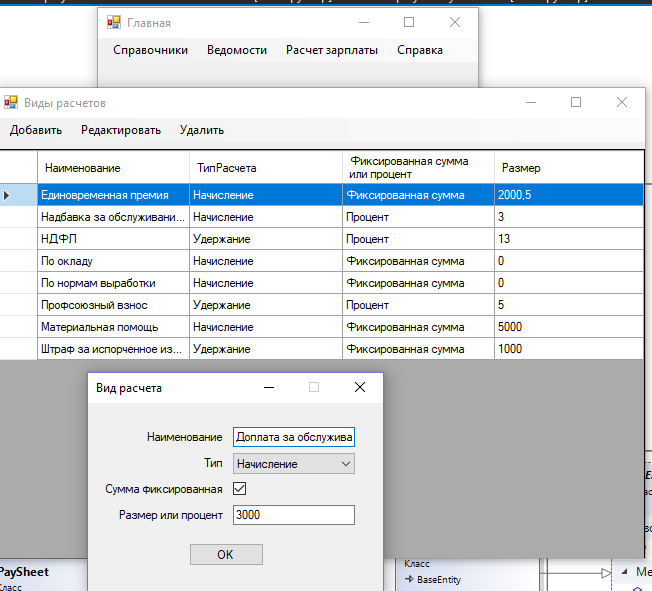 Главная
Справочники Ведомости Расчет зарплаты Справка
Виды расчетов
Добавить Редактировать Удалить
Наименование ТипРасчета Фиксированная сумма или процент Размер
Единовременная премия Начисление Фиксированная сумма 2000,5
Надбавка за обслуживани... Начисление Процент 3
НДФЛ Удержание Процент 13
По окладу Начисление Фиксированная сумма 0
По нормам выработки Начисление Фиксированная сумма 0
Профсоюзный взнос Удержание Процент 5
Материальная помощь Начисление Фиксированная сумма 5000
Штраф за испорченное из... Удержание Фиксированная сумма 1000
Вид расчета
Наименование Доплата за обслужива
Тип Начисление
Сумма фиксированная
Размер или процент 3000
OK
PaySheet
Класс
Класс
BaseEntity
Ме